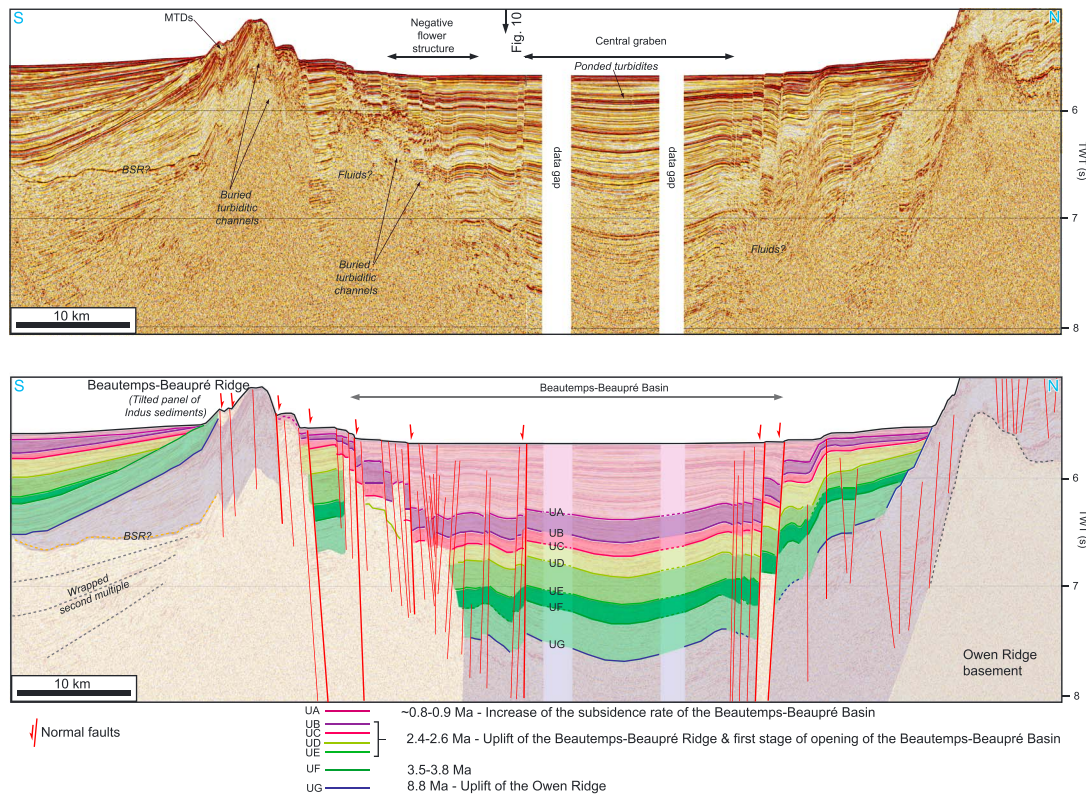 S
MTDs
Negative
flower
structure
Fig. 10
Central graben
Ponded turbidites
N
6
TWT (s)
7
8
BSR?
Buried
turbiditic
channels
Fluids?
Buried
turbiditic
channels
data gap
data gap
Fluids?
10 km
S
Beautemps-Beaupré Ridge
(Tilted panel of
Indus sediments)
Beautemps-Beaupré Basin
N
6
TWT (s)
7
8
UA
UB
UC
UD
UE
UF
UG
BSR?
Wrapped
second multiple
Owen Ridge
basement
10 km
Normal faults
UA ~0.8-0.9 Ma - Increase of the subsidence rate of the Beautemps-Beaupré Basin
UB
UC
UD
UE
2.4-2.6 Ma - Uplift of the Beautemps-Beaupré Ridge & first stage of opening of the Beautemps-Beaupré Basin
UF 3.5-3.8 Ma
UG 8.8 Ma - Uplift of the Owen Ridge